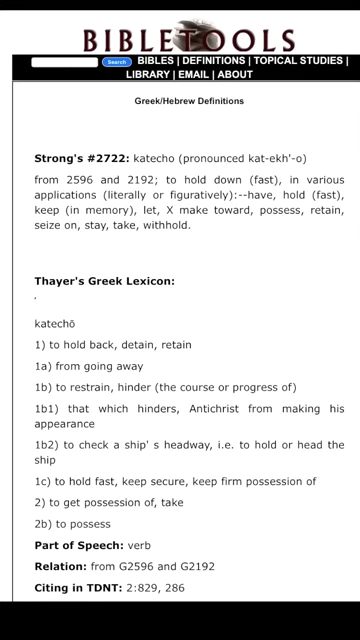 BIBLETOOLS
Search BIBLES | DEFINITIONS | TOPICAL STUDIES |
LIBRARY | EMAIL | ABOUT
Greek/Hebrew Definitions
Strong's #2722: katecho (pronounced kat-ekh'-o)
from 2596 and 2192; to hold down (fast), in various
applications (literally or figuratively):--have, hold (fast),
keep (in memory), let, X make toward, possess, retain,
seize on, stay, take, withhold.
Thayer's Greek Lexicon:
,
katechō
1) to hold back, detain, retain
1a) from going away
1b) to restrain, hinder (the course or progress of)
1b1) that which hinders, Antichrist from making his
appearance
1b2) to check a ship' s headway, i.e. to hold or head the
ship
1c) to hold fast, keep secure, keep firm possession of
2) to get possession of, take
2b) to possess
Part of Speech: verb
Relation: from G2596 and G2192
Citing in TDNT: 2:829, 286